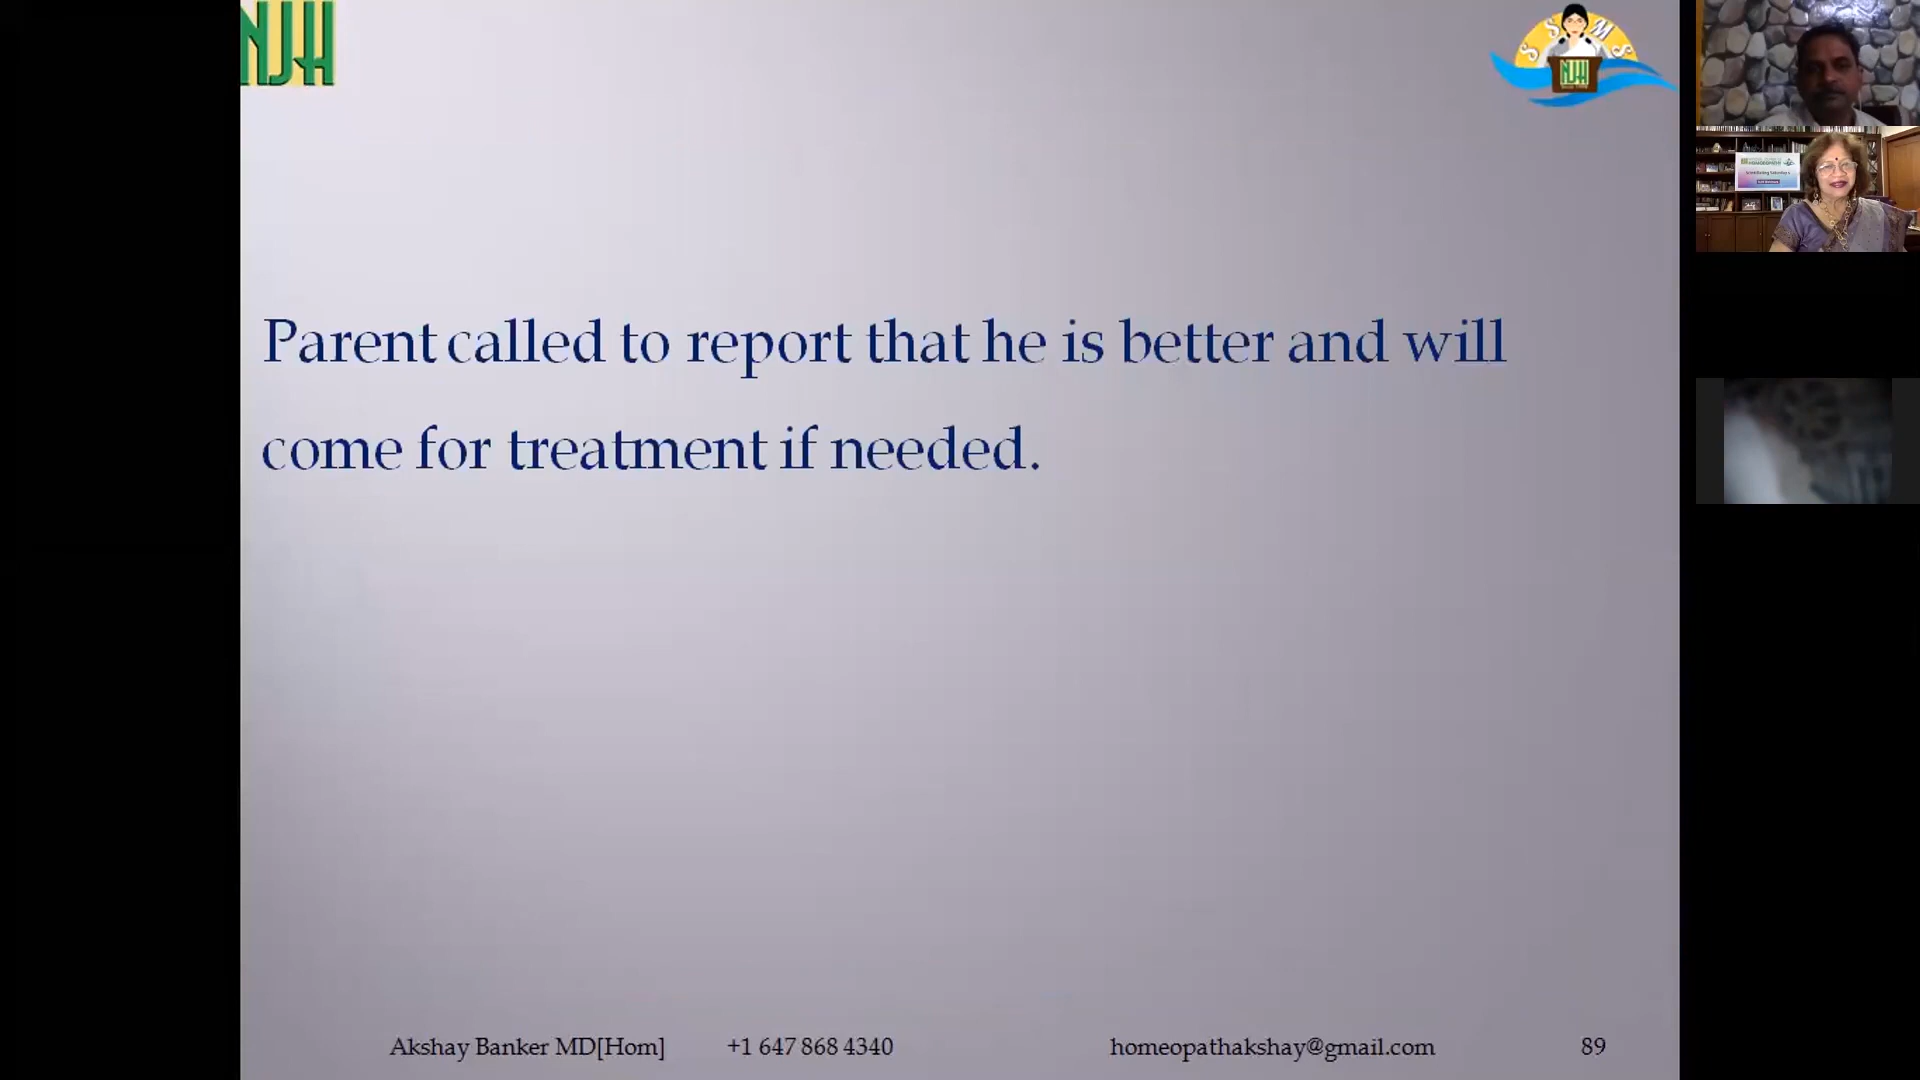 NJH
S S M S
NJH
Parent called to report that he is better and will
come for treatment if needed.
Akshay Banker MD[Hom] +1 647 868 4340 homeopathakshay@gmail.com 89